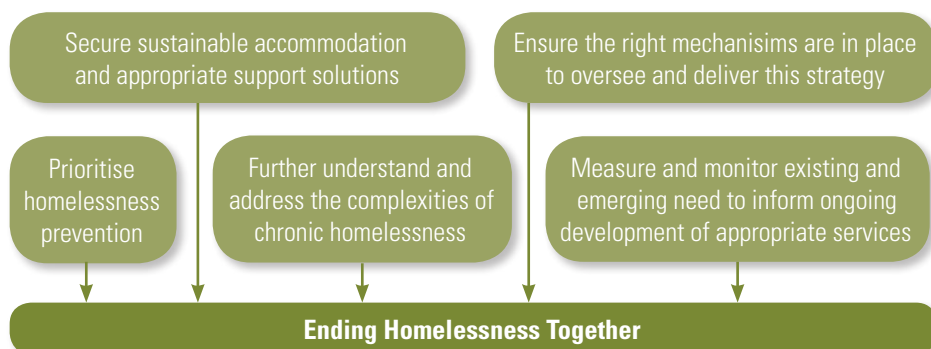 Secure sustainable accommodation
and appropriate support solutions
Ensure the right mechanisims are in place
to oversee and deliver this strategy
Prioritise
homelessness
prevention
Further understand and
address the complexities of
chronic homelessness
Measure and monitor existing and
emerging need to inform ongoing
development of appropriate services
Ending Homelessness Together